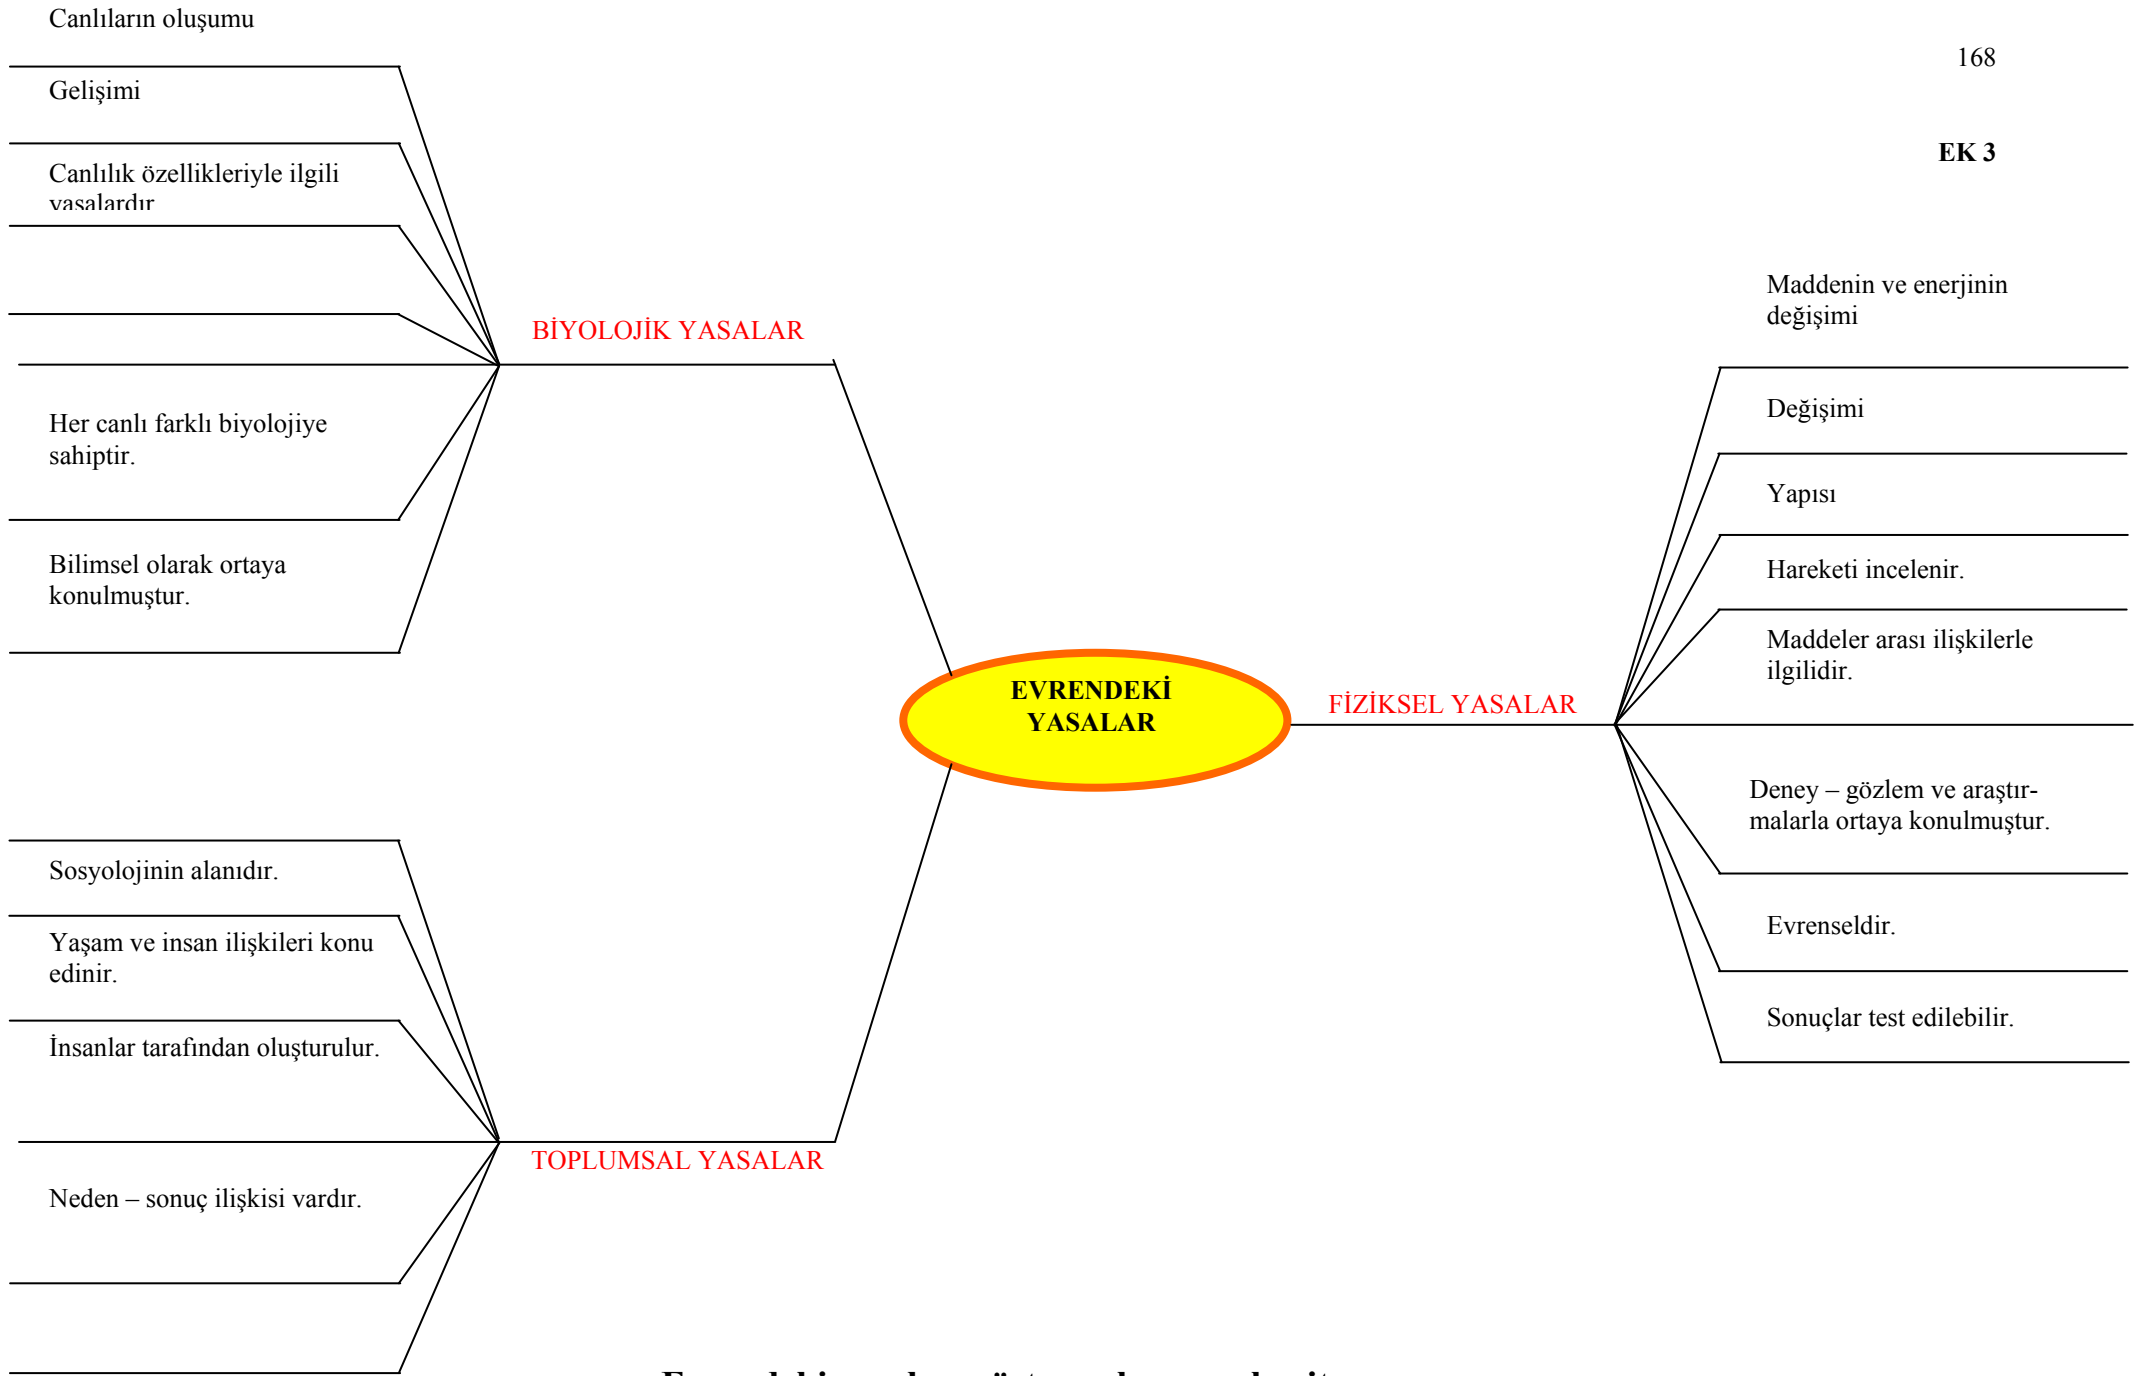 Canlıların oluşumu
168
Gelişimi
EK 3
Canlılık özellikleriyle ilgili
yasalardır
BİYOLOJİK YASALAR
Her canlı farklı biyolojiye
sahiptir.
Bilimsel olarak ortaya
konulmuştur.
Maddenin ve enerjinin
değişimi
Değişimi
Yapısı
Hareketi incelenir.
Maddeler arası ilişkilerle
ilgilidir.
EVRENDEKİ
YASALAR
FİZİKSEL YASALAR
Deney – gözlem ve araştır-
malarla ortaya konulmuştur.
Evrenseldir.
Sonuçlar test edilebilir.
Sosyolojinin alanıdır.
Yaşam ve insan ilişkileri konu
edinir.
İnsanlar tarafından oluşturulur.
TOPLUMSAL YASALAR
Neden – sonuç ilişkisi vardır.